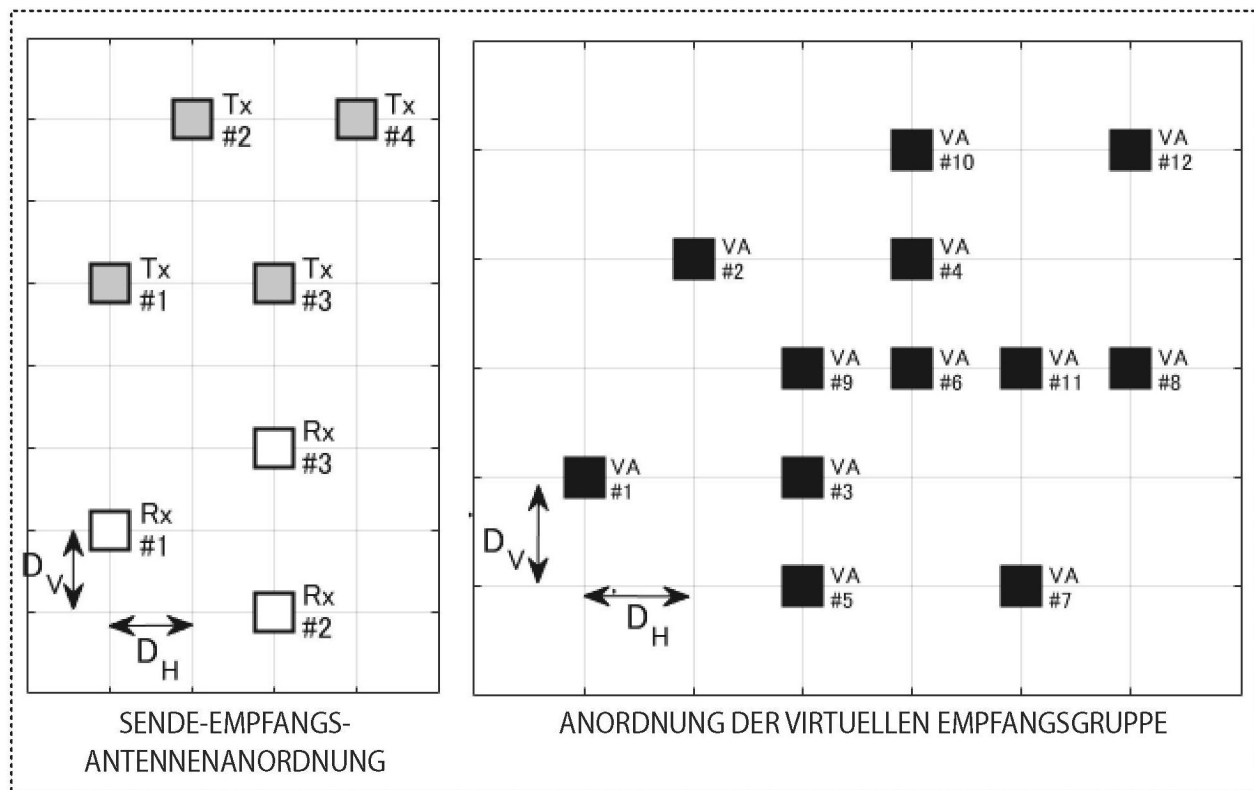 Tx
#2
Tx
#4
Tx
#1
Tx
#3
Rx
#3
Rx
#1
Rx
#2
D V
D H
SENDE-EMPFANGS-
ANTENNENANORDNUNG
VA
#10
VA
#12
VA
#2
VA
#4
VA
#9
VA
#6
VA
#11
VA
#8
VA
#1
VA
#3
VA
#5
VA
#7
D V
D H
ANORDNUNG DER VIRTUELLEN EMPFANGSGRUPPE